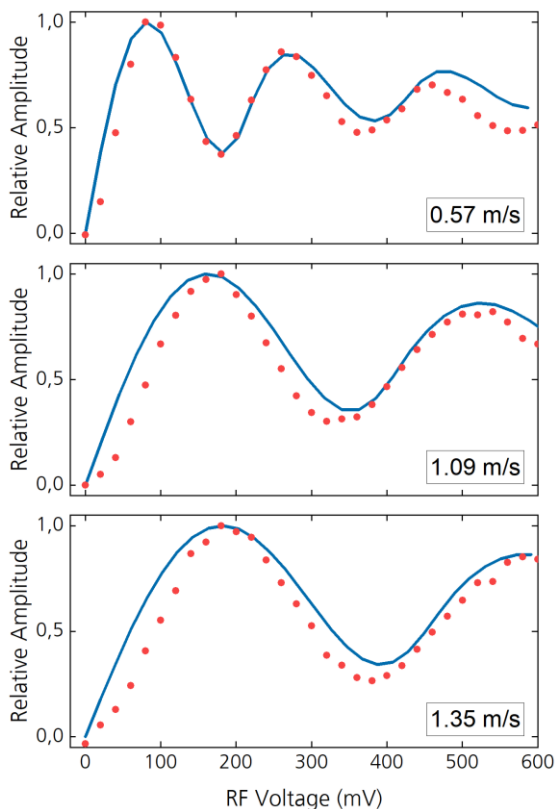 Relative Amplitude
1,0
0,5
0,0
0.57 m/s
Relative Amplitude
1,0
0,5
0,0
1.09 m/s
Relative Amplitude
1,0
0,5
0,0
1.35 m/s
0 100 200 300 400 500 600
RF Voltage (mV)